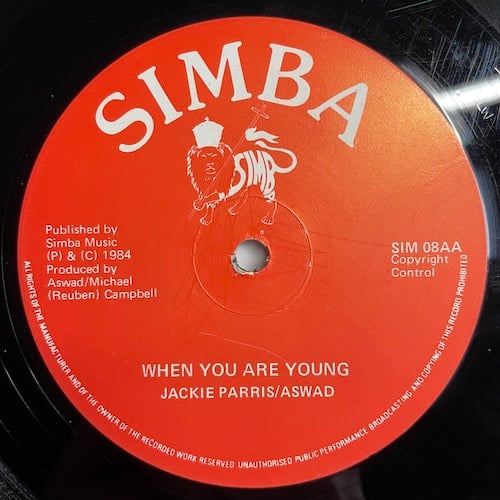 SIMBA
SIMB
Published by
Simba Music
(P) & (C) 1984
Produced by
Aswad/Michael
(Reuben) Campbell
SIM 08AA
Copyright
Control
WHEN YOU ARE YOUNG
JACKIE PARRIS/ASWAD
ALL RIGHTS OF THE MANUFACTURER AND OF THE OWNER OF THE RECORDED WORK RESERVED UNAUTHORISED PUBLIC PERFORMANCE BROADCASTING AND COPYING OF THIS RECORD PROHIBITED